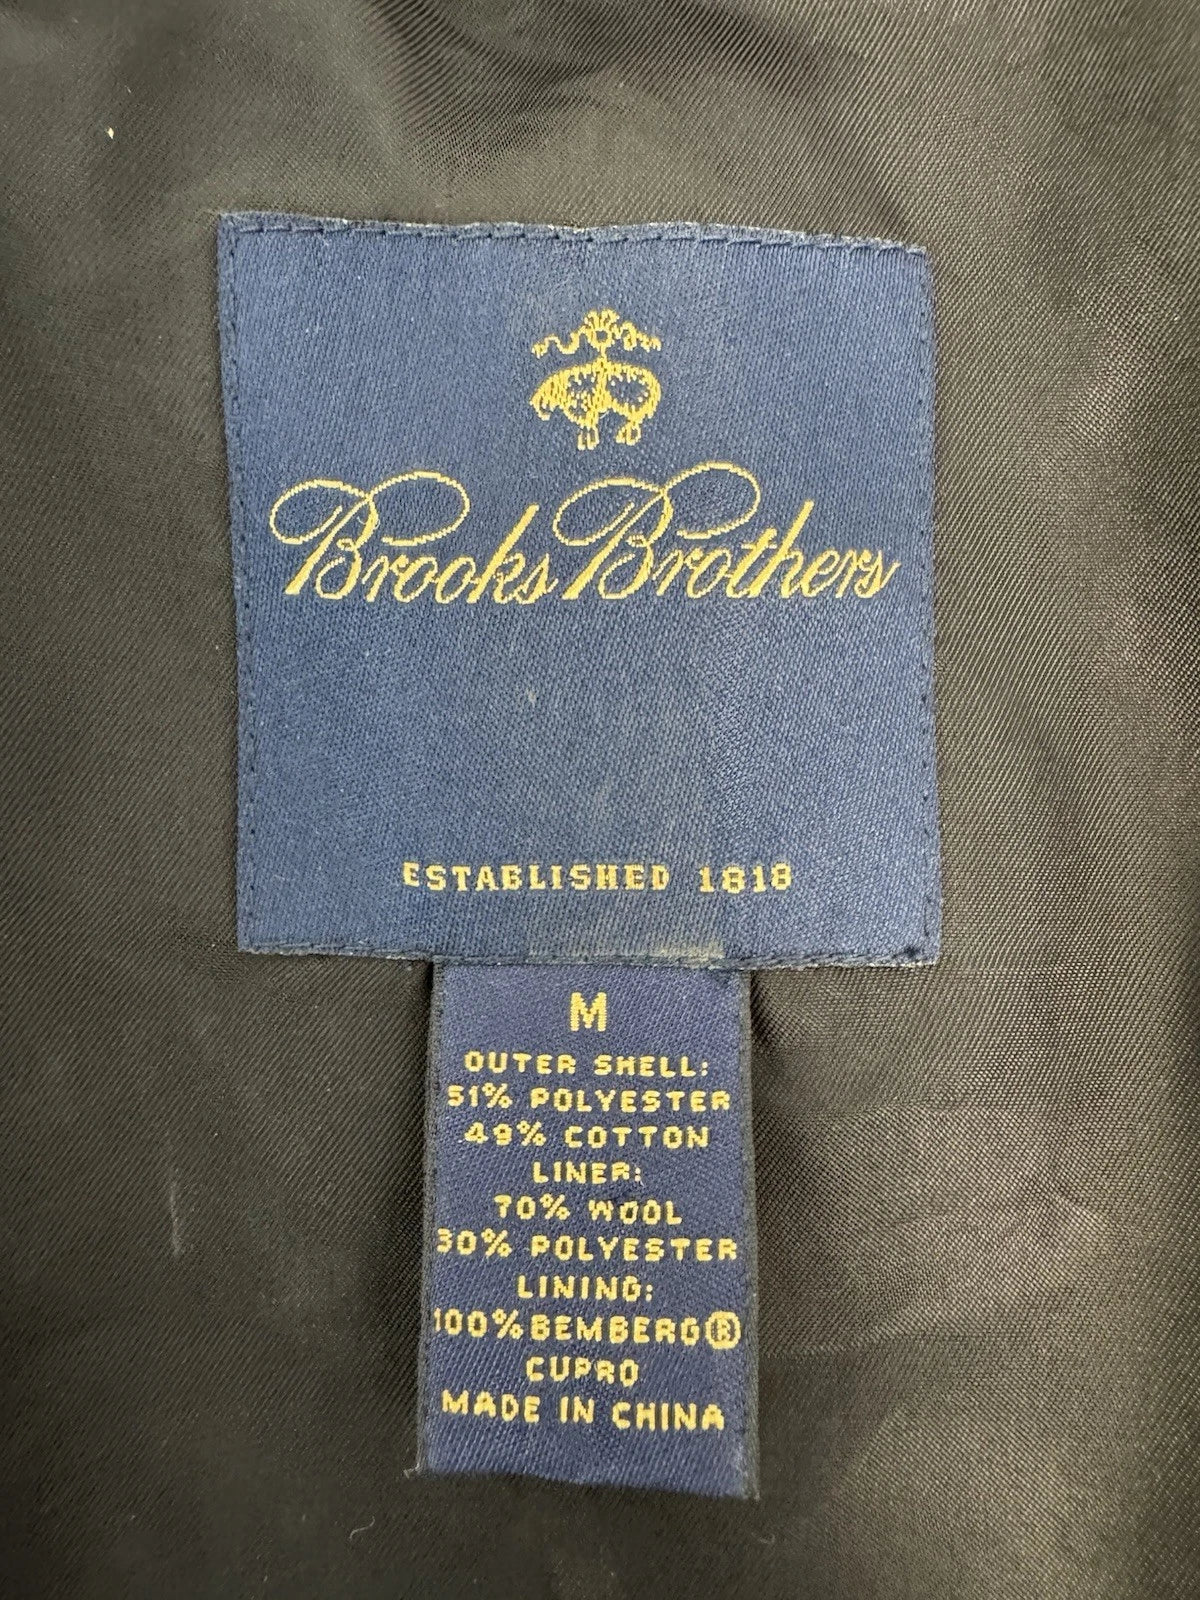 Brooks Brothers
ESTABLISHED 1818
M
OUTER SHELL:
51% POLYESTER
49% COTTON
LINER:
70% WOOL
30% POLYESTER
LINING:
100% BEMBERG®
CUPRO
MADE IN CHINA